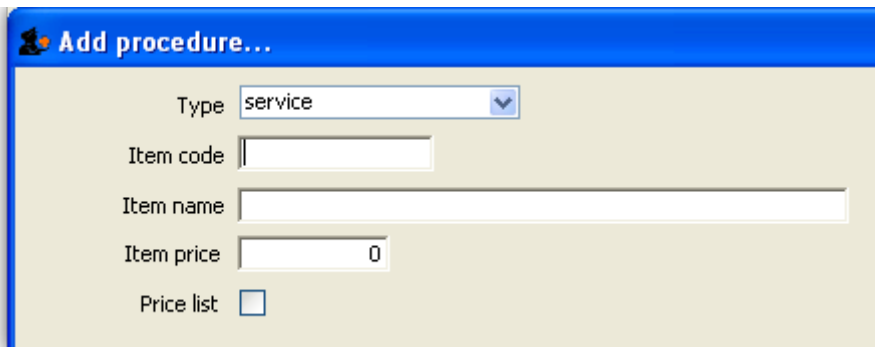 Add procedure...
Type service
Item code
Item name
Item price 0
Price list